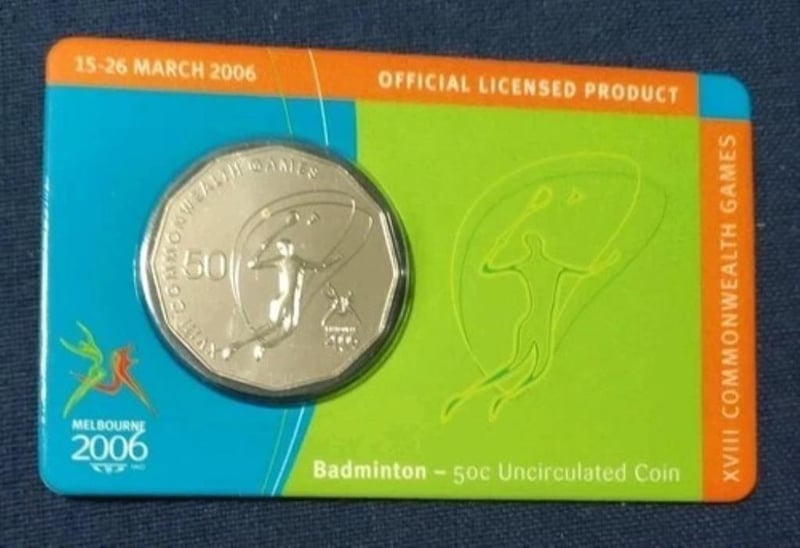 15-26 MARCH 2006
OFFICIAL LICENSED PRODUCT
XVIII COMMONWEALTH GAMES
XVIII COMMONWEALTH GAMES
50
2006
MELBOURNE
2006
Badminton – 50c Uncirculated Coin